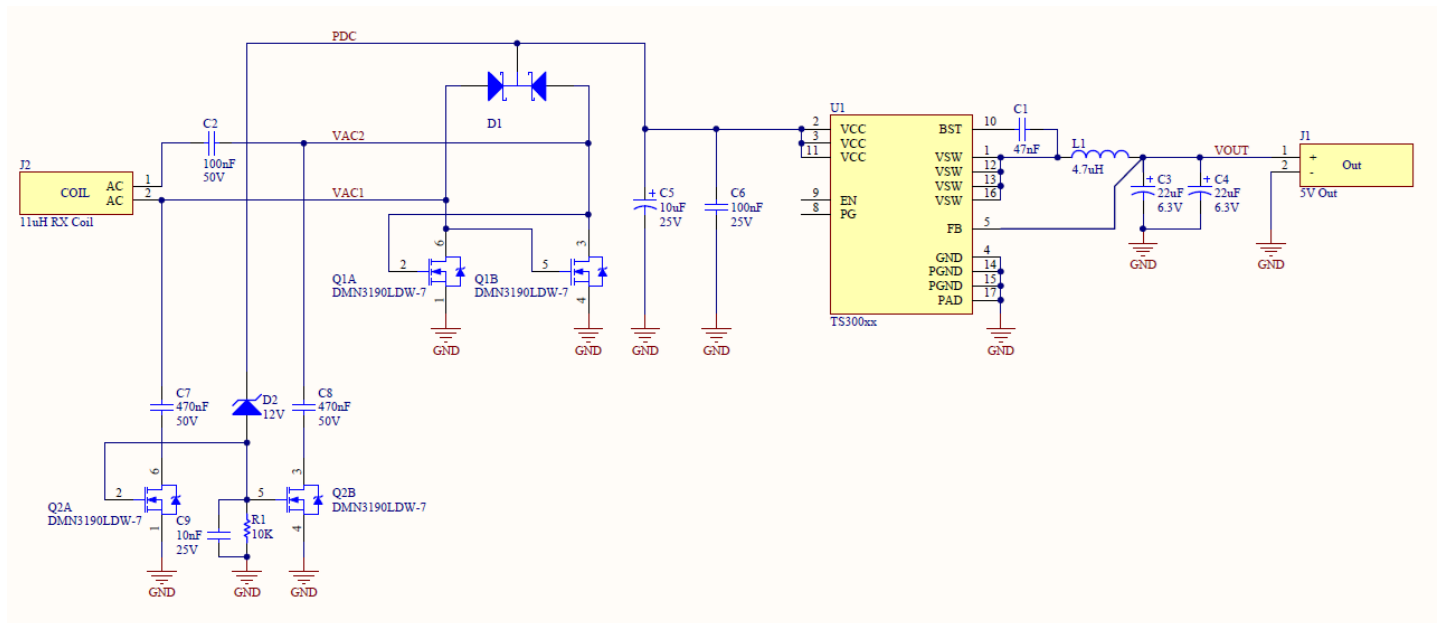 PDC
D1
C2
100nF
50V
VAC2
J2
COIL
AC 1
AC 2
11uH RX Coil
VAC1
C5
10uF
25V
C6
100nF
25V
U1
2 VCC
3 VCC
11 VCC
9 EN
8 PG
BST 10
VSW 1
VSW 12
VSW 13
VSW 16
FB 5
GND 4
PGND 14
PGND 15
PAD 17
TS300xx
C1
47nF
L1
4.7uH
VOUT
J1
1 +
2 -
Out
5V Out
C3
22uF
6.3V
C4
22uF
6.3V
GND
GND
6
2
1
Q1A
DMN3190LDW-7
3
5
4
Q1B
DMN3190LDW-7
GND
GND
GND
GND
GND
C7
470nF
50V
D2
12V
C8
470nF
50V
6
2
1
Q2A
DMN3190LDW-7
C9
10nF
25V
R1
10K
3
5
4
Q2B
DMN3190LDW-7
GND
GND
GND